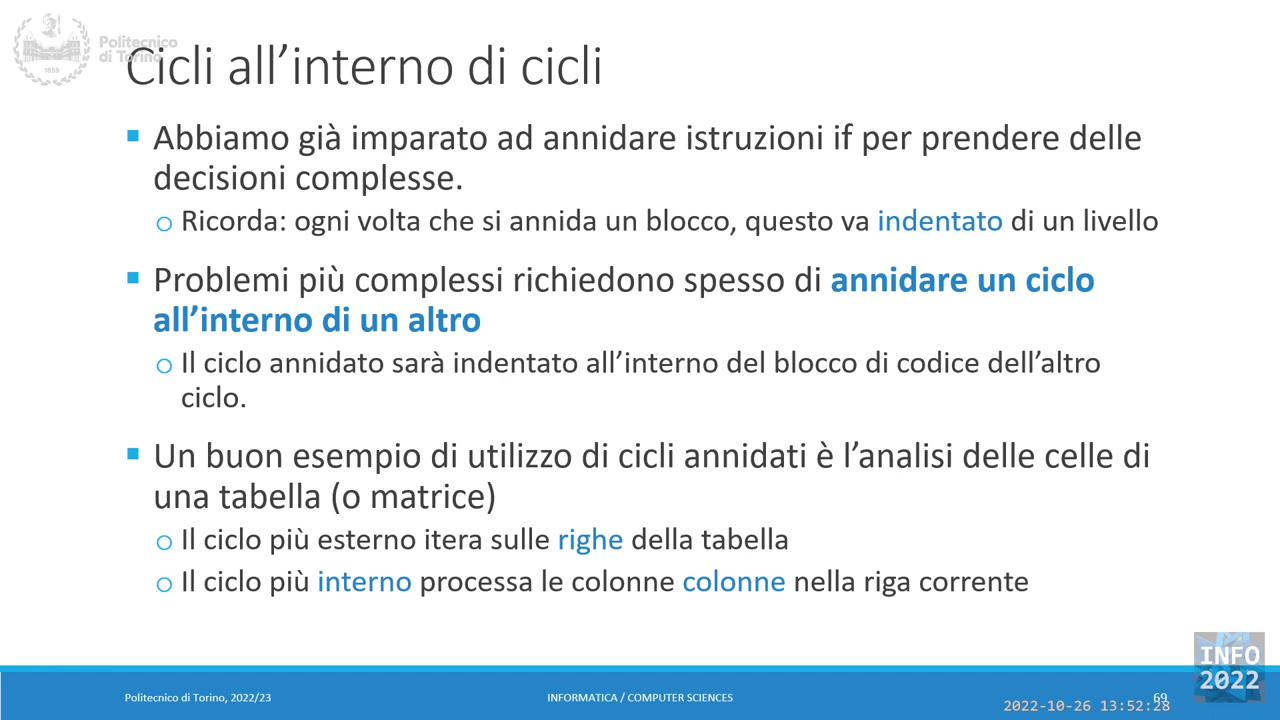 Politecnico
di Torino
1859
Cicli all’interno di cicli
Abbiamo già imparato ad annidare istruzioni if per prendere delle
decisioni complesse.
Ricorda: ogni volta che si annida un blocco, questo va indentato di un livello
Problemi più complessi richiedono spesso di annidare un ciclo
all’interno di un altro
Il ciclo annidato sarà indentato all’interno del blocco di codice dell’altro
ciclo.
Un buon esempio di utilizzo di cicli annidati è l’analisi delle celle di
una tabella (o matrice)
Il ciclo più esterno itera sulle righe della tabella
Il ciclo più interno processa le colonne colonne nella riga corrente
Politecnico di Torino, 2022/23
INFORMATICA / COMPUTER SCIENCES
69
INFO
2022
2022-10-26 13:52:28